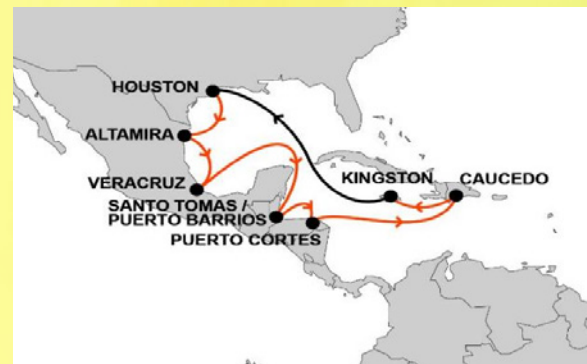 HOUSTON
ALTAMIRA
VERACRUZ
SANTO TOMAS /
PUERTO BARRIOS
PUERTO CORTES
KINGSTON
CAUCEDO